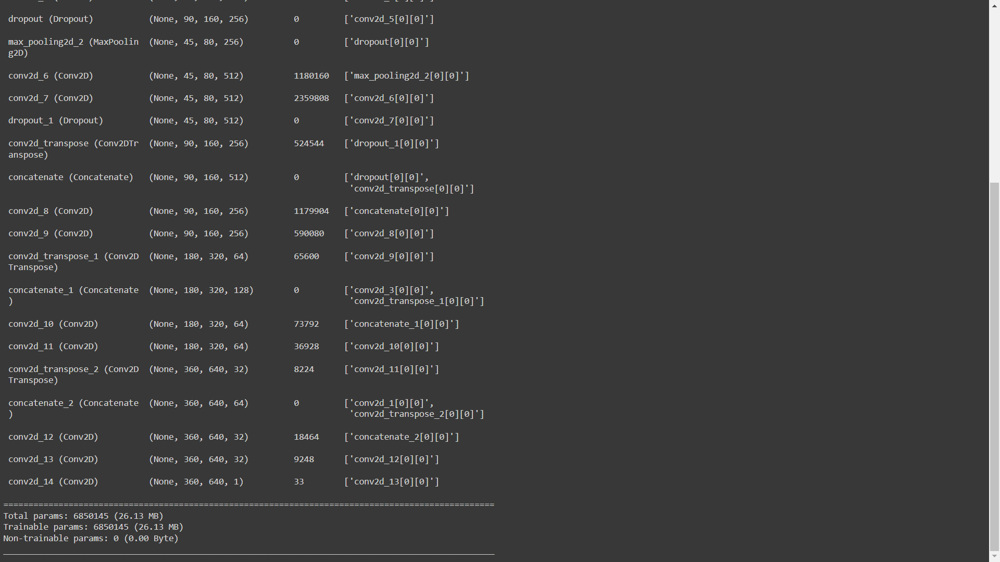 dropout (Dropout)           (None, 90, 160, 256)         0         ['conv2d_5[0][0]']
max_pooling2d_2 (MaxPoolin  (None, 45, 80, 256)          0         ['dropout[0][0]']
g2D)
conv2d_6 (Conv2D)           (None, 45, 80, 512)          1180160   ['max_pooling2d_2[0][0]']
conv2d_7 (Conv2D)           (None, 45, 80, 512)          2359808   ['conv2d_6[0][0]']
dropout_1 (Dropout)         (None, 45, 80, 512)          0         ['conv2d_7[0][0]']
conv2d_transpose (Conv2DTr  (None, 90, 160, 256)         524544    ['dropout_1[0][0]']
anspose)
concatenate (Concatenate)   (None, 90, 160, 512)         0         ['dropout[0][0]',
'conv2d_transpose[0][0]']
conv2d_8 (Conv2D)           (None, 90, 160, 256)         1179904   ['concatenate[0][0]']
conv2d_9 (Conv2D)           (None, 90, 160, 256)         590080    ['conv2d_8[0][0]']
conv2d_transpose_1 (Conv2D  (None, 180, 320, 64)         65600     ['conv2d_9[0][0]']
Transpose)
concatenate_1 (Concatenate  (None, 180, 320, 128)        0         ['conv2d_3[0][0]',
)                                                                  'conv2d_transpose_1[0][0]']
conv2d_10 (Conv2D)          (None, 180, 320, 64)         73792     ['concatenate_1[0][0]']
conv2d_11 (Conv2D)          (None, 180, 320, 64)         36928     ['conv2d_10[0][0]']
conv2d_transpose_2 (Conv2D  (None, 360, 640, 32)         8224      ['conv2d_11[0][0]']
Transpose)
concatenate_2 (Concatenate  (None, 360, 640, 64)         0         ['conv2d_1[0][0]',
)                                                                  'conv2d_transpose_2[0][0]']
conv2d_12 (Conv2D)          (None, 360, 640, 32)         18464     ['concatenate_2[0][0]']
conv2d_13 (Conv2D)          (None, 360, 640, 32)         9248      ['conv2d_12[0][0]']
conv2d_14 (Conv2D)          (None, 360, 640, 1)          33        ['conv2d_13[0][0]']
==================================================================================================
Total params: 6850145 (26.13 MB)
Trainable params: 6850145 (26.13 MB)
Non-trainable params: 0 (0.00 Byte)
__________________________________________________________________________________________________